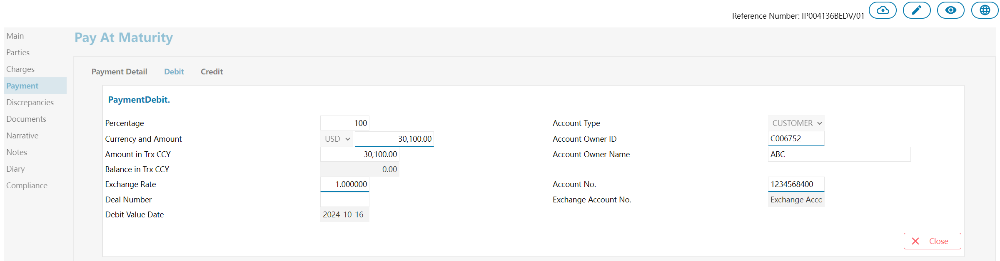 Reference Number: IP004136BEDV/01
Main
Parties
Charges
Payment
Discrepancies
Documents
Narrative
Notes
Diary
Compliance
Pay At Maturity
Payment Detail Debit Credit
PaymentDebit.
Percentage 100 Account Type CUSTOMER
Currency and Amount USD 30,100.00 Account Owner ID C006752
Amount in Trx CCY 30,100.00 Account Owner Name ABC
Balance in Trx CCY 0.00
Exchange Rate 1.000000 Account No. 1234568400
Deal Number Exchange Account No. Exchange Acco
Debit Value Date 2024-10-16
Close